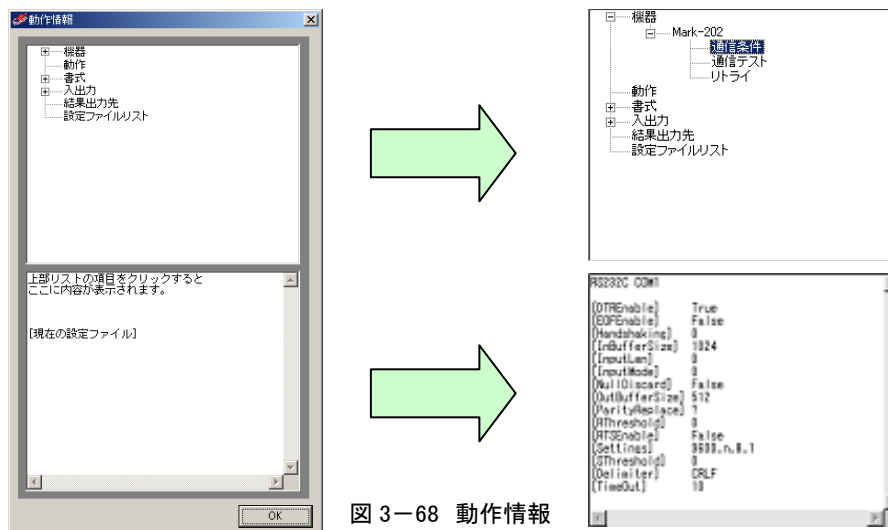 動作情報
機器
動作
書式
入出力
結果出力先
設定ファイルリスト
上部リストの項目をクリックすると
ここに内容が表示されます。
[現在の設定ファイル]
OK
機器
Mark-202
通信条件
通信テスト
リトライ
動作
書式
入出力
結果出力先
設定ファイルリスト
RS232C COM1
[DTREnable] True
[EOFEnable] False
[Handshaking] 0
[InBufferSize] 1024
[InputLen] 0
[InputMode] 0
[NullDiscard] False
[OutBufferSize] 512
[ParityReplace] ?
[RThreshold] 0
[RTSEnable] False
[Settings] 9600,n,8,1
[SThreshold] 0
[Delimiter] CRLF
[TimeOut] 10
図 3－68 動作情報